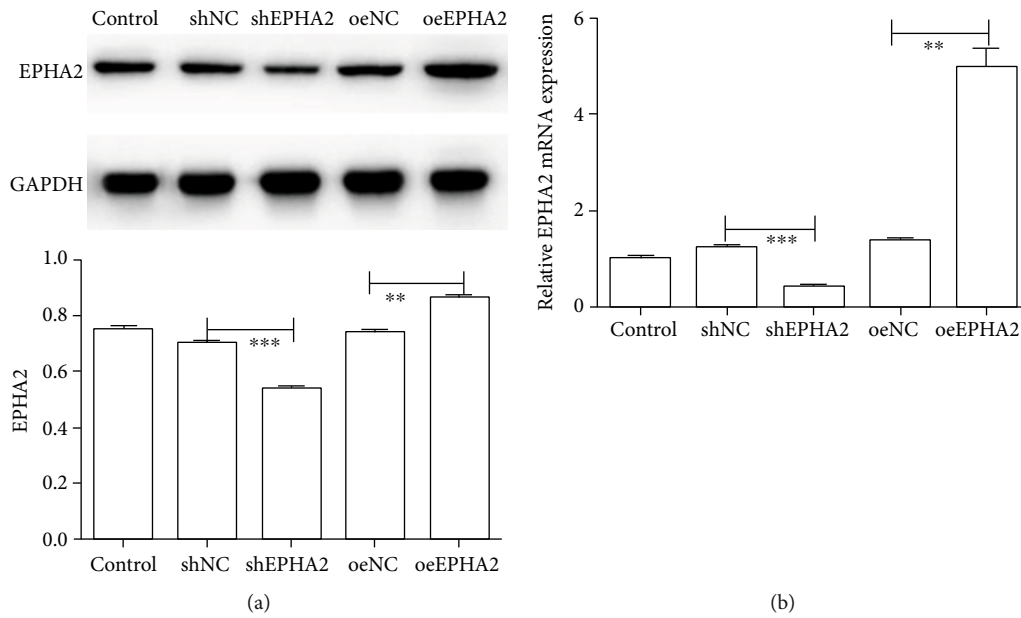 Control shNC shEPHA2 oeNC oeEPHA2
EPHA2
GAPDH
1.0
0.8
0.6
0.4
0.2
0.0
EPHA2
***
**
Control shNC shEPHA2 oeNC oeEPHA2
(a)
6
4
2
0
Relative EPHA2 mRNA expression
***
**
Control shNC shEPHA2 oeNC oeEPHA2
(b)